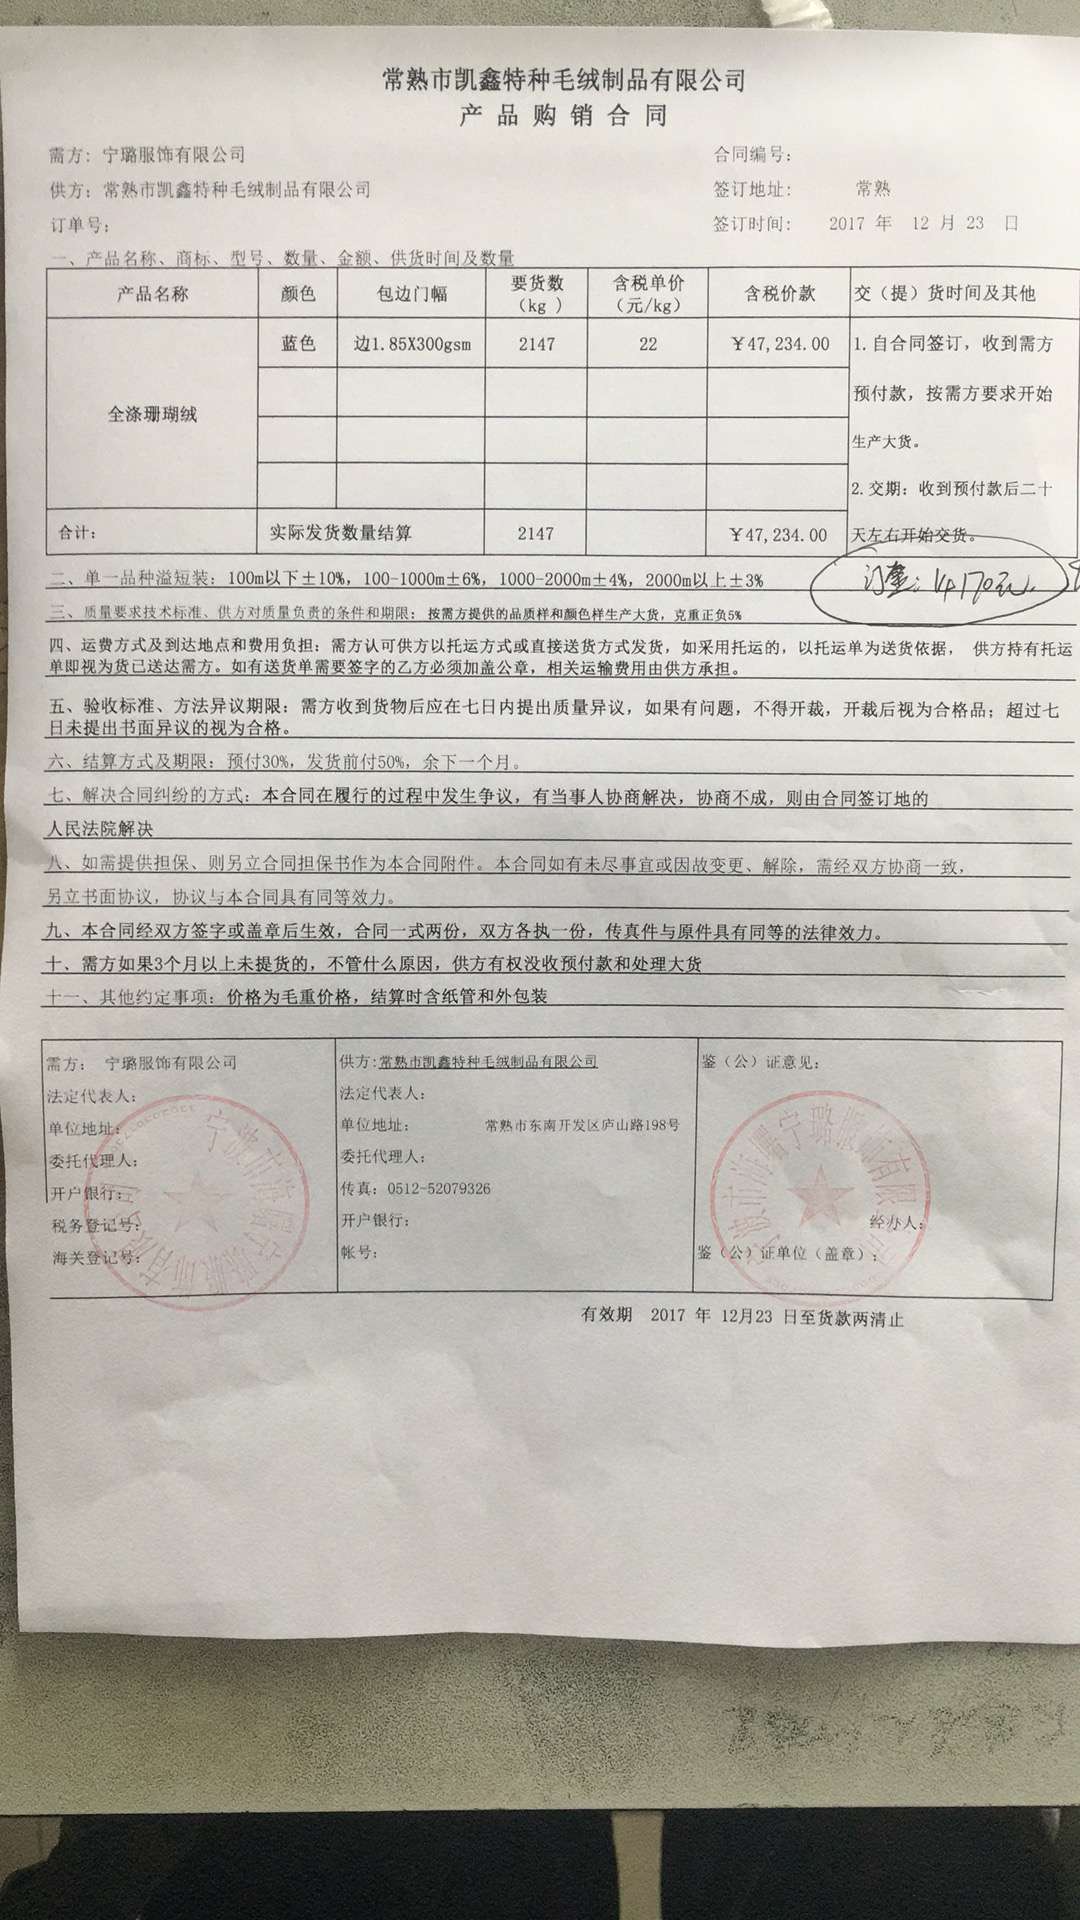 常熟市凯鑫特种毛绒制品有限公司
产品购销合同
需方: 宁璐服饰有限公司 合同编号:
供方: 常熟市凯鑫特种毛绒制品有限公司 签订地址: 常熟
订单号; 签订时间: 2017 年 12 月 23 日
一、产品名称、商标、型号、数量、金额、供货时间及数量
产品名称 颜色 包边门幅 要货数(kg ) 含税单价(元/kg) 含税价款 交（提）货时间及其他
全涤珊瑚绒 蓝色 边1.85X300gsm 2147 22 ￥47,234.00 1.自合同签订，收到需方
预付款，按需方要求开始
生产大货。
2.交期：收到预付款后二十
天左右开始交货。
合计: 实际发货数量结算 2147 ￥47,234.00
订金: 14170元
二、单一品种溢短装: 100m以下±10%, 100-1000m±6%, 1000-2000m±4%, 2000m以上±3%
三、质量要求技术标准、供方对质量负责的条件和期限: 按需方提供的品质样和颜色样生产大货，克重正负5%
四、运费方式及到达地点和费用负担: 需方认可供方以托运方式或直接送货方式发货，如采用托运的，以托运单为送货依据， 供方持有托运
单即视为货已送达需方。如有送货单需要签字的乙方必须加盖公章，相关运输费用由供方承担。
五、验收标准、方法异议期限: 需方收到货物后应在七日内提出质量异议，如果有问题，不得开裁，开裁后视为合格品；超过七
日未提出书面异议的视为合格。
六、结算方式及期限: 预付30%, 发货前付50%, 余下一个月。
七、解决合同纠纷的方式: 本合同在履行的过程中发生争议，有当事人协商解决，协商不成，则由合同签订地的
人民法院解决
八、如需提供担保、则另立合同担保书作为本合同附件。本合同如有未尽事宜或因故变更、解除，需经双方协商一致，
另立书面协议，协议与本合同具有同等效力。
九、本合同经双方签字或盖章后生效，合同一式两份，双方各执一份，传真件与原件具有同等的法律效力。
十、需方如果3个月以上未提货的，不管什么原因，供方有权没收预付款和处理大货
十一、其他约定事项: 价格为毛重价格，结算时含纸管和外包装
需方: 宁璐服饰有限公司
法定代表人:
单位地址:
委托代理人:
开户银行:
税务登记号:
海关登记号:
供方:常熟市凯鑫特种毛绒制品有限公司
法定代表人:
单位地址: 常熟市东南开发区庐山路198号
委托代理人:
传真: 0512-52079326
开户银行:
帐号:
鉴（公）证意见:
经办人:
鉴（公）证单位（盖章）:
宁波市海曙宁璐服饰有限公司
宁波市海曙宁璐服饰有限公司
有效期 2017 年 12月23 日至货款两清止